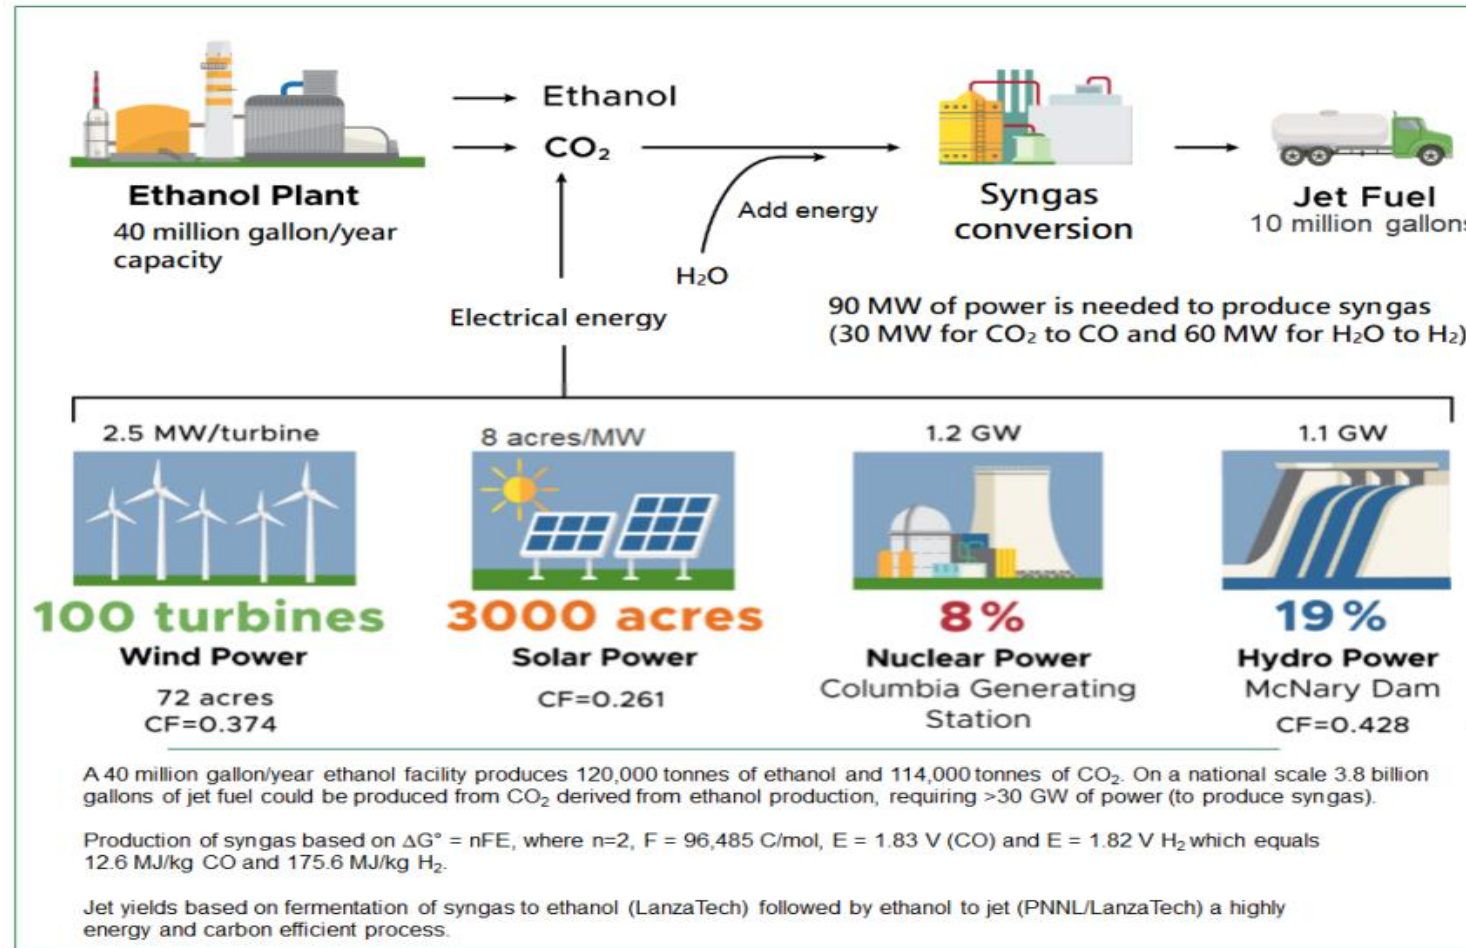 Ethanol
CO₂
Ethanol Plant
40 million gallon/year
capacity
Add energy
H₂O
Electrical energy
Syngas
conversion
Jet Fuel
10 million gallons
90 MW of power is needed to produce syngas
(30 MW for CO₂ to CO and 60 MW for H₂O to H₂)
2.5 MW/turbine
8 acres/MW
1.2 GW
1.1 GW
100 turbines
Wind Power
72 acres
CF=0.374
3000 acres
Solar Power
CF=0.261
8%
Nuclear Power
Columbia Generating
Station
19%
Hydro Power
McNary Dam
CF=0.428
A 40 million gallon/year ethanol facility produces 120,000 tonnes of ethanol and 114,000 tonnes of CO₂. On a national scale 3.8 billion
gallons of jet fuel could be produced from CO₂ derived from ethanol production, requiring >30 GW of power (to produce syngas).
Production of syngas based on ΔG° = nFE, where n=2, F = 96,485 C/mol, E = 1.83 V (CO) and E = 1.82 V H₂ which equals
12.6 MJ/kg CO and 175.6 MJ/kg H₂.
Jet yields based on fermentation of syngas to ethanol (LanzaTech) followed by ethanol to jet (PNNL/LanzaTech) a highly
energy and carbon efficient process.